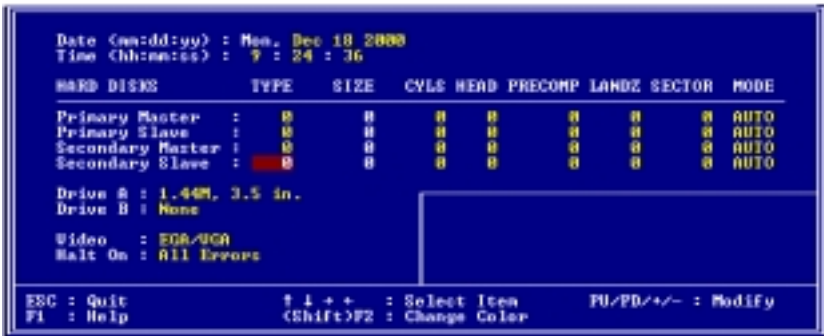 Date (mm:dd:yy) : Mon, Dec 18 2000
Time (hh:mm:ss) : 9 : 24 : 36
HARD DISKS TYPE SIZE CYLS HEAD PRECOMP LANDZ SECTOR MODE
Primary Master : 0 0 0 0 0 0 0 AUTO
Primary Slave : 0 0 0 0 0 0 0 AUTO
Secondary Master : 0 0 0 0 0 0 0 AUTO
Secondary Slave : 0 0 0 0 0 0 0 AUTO
Drive A : 1.44M, 3.5 in.
Drive B : None
Video : EGA/VGA
Halt On : All Errors
ESC : Quit ↑ ↓ → ← : Select Item PU/PD/+/- : Modify
F1 : Help (Shift)F2 : Change Color